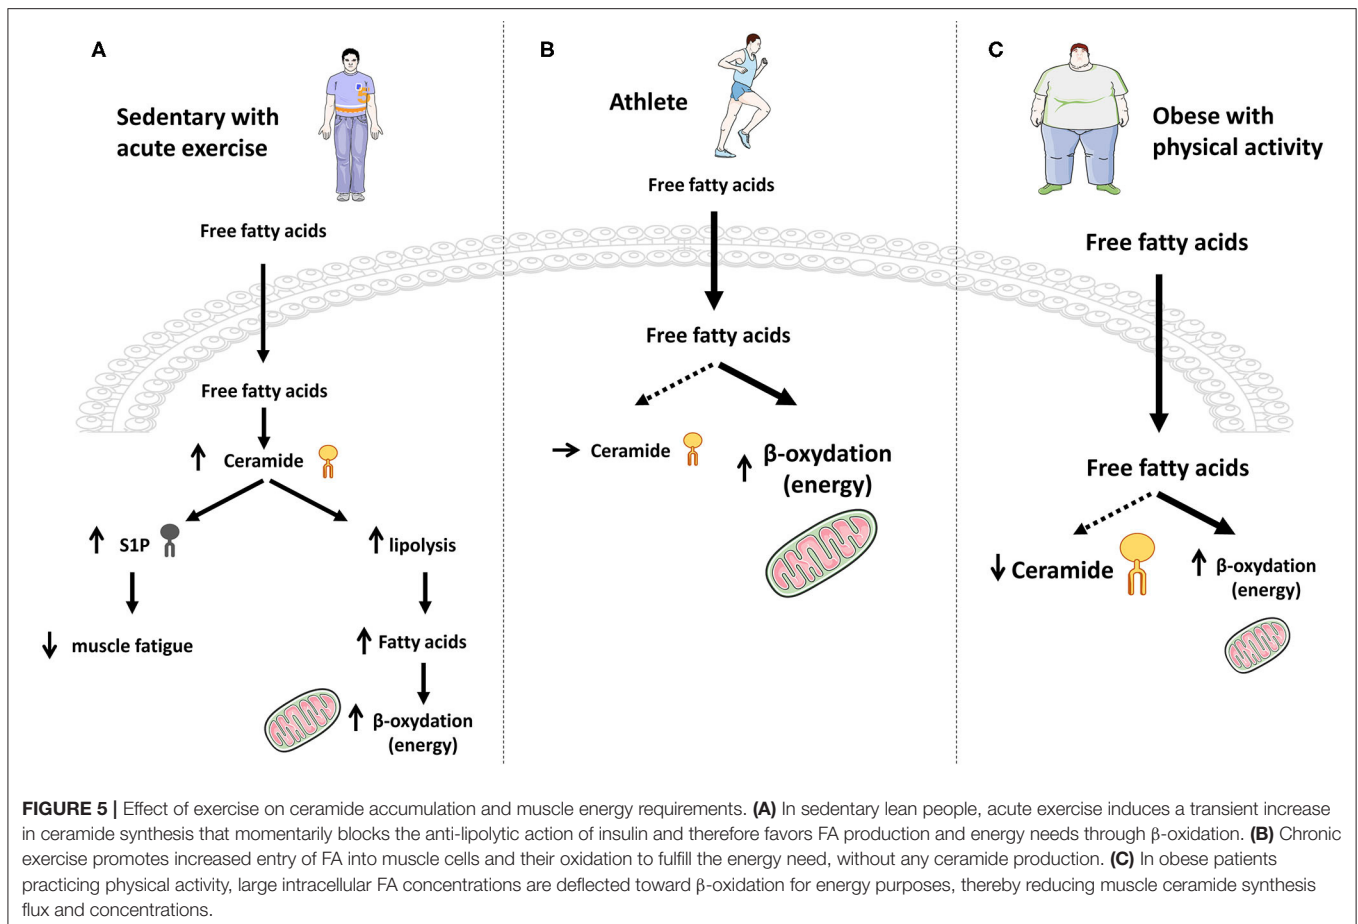 A
Sedentary with
acute exercise
Free fatty acids
Free fatty acids
Ceramide
S1P
lipolysis
muscle fatigue
Fatty acids
β-oxydation
(energy)
B
Athlete
Free fatty acids
Free fatty acids
Ceramide
β-oxydation
(energy)
C
Obese with
physical activity
Free fatty acids
Free fatty acids
Ceramide
β-oxydation
(energy)
FIGURE 5 | Effect of exercise on ceramide accumulation and muscle energy requirements. (A) In sedentary lean people, acute exercise induces a transient increase
in ceramide synthesis that momentarily blocks the anti-lipolytic action of insulin and therefore favors FA production and energy needs through β-oxidation. (B) Chronic
exercise promotes increased entry of FA into muscle cells and their oxidation to fulfill the energy need, without any ceramide production. (C) In obese patients
practicing physical activity, large intracellular FA concentrations are deflected toward β-oxidation for energy purposes, thereby reducing muscle ceramide synthesis
flux and concentrations.